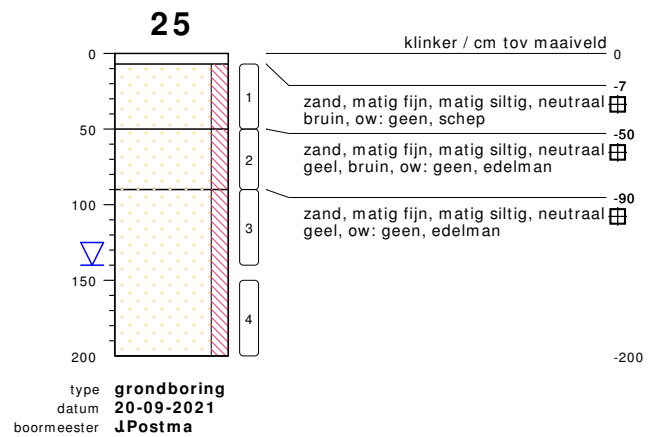 25
klinker / cm tov maaiveld
0
0
-7
zand, matig fijn, matig siltig, neutraal
bruin, ow: geen, schep
1
50
-50
zand, matig fijn, matig siltig, neutraal
geel, bruin, ow: geen, edelman
2
-90
100
zand, matig fijn, matig siltig, neutraal
geel, ow: geen, edelman
3
150
4
200
-200
type grondboring
datum 20-09-2021
boormeester J.Postma